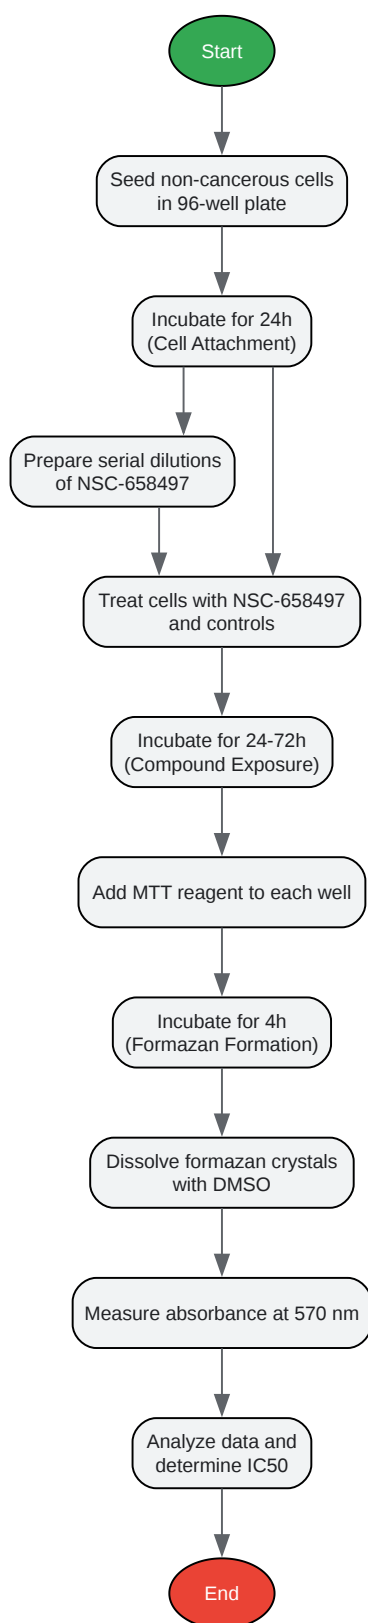 Start
Seed non-cancerous cells
in 96-well plate
Incubate for 24h
(Cell Attachment)
Prepare serial dilutions
of NSC-658497
Treat cells with NSC-658497
and controls
Incubate for 24-72h
(Compound Exposure)
Add MTT reagent to each well
Incubate for 4h
(Formazan Formation)
Dissolve formazan crystals
with DMSO
Measure absorbance at 570 nm
Analyze data and
determine IC50
End